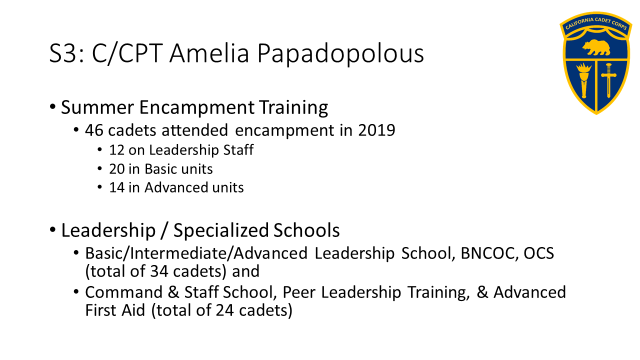 S3: C/CPT Amelia Papadopolous
CALIFORNIA CADET CORPS
• Summer Encampment Training
• 46 cadets attended encampment in 2019
• 12 on Leadership Staff
• 20 in Basic units
• 14 in Advanced units
• Leadership / Specialized Schools
• Basic/Intermediate/Advanced Leadership School, BNCOC, OCS
(total of 34 cadets) and
• Command & Staff School, Peer Leadership Training, & Advanced
First Aid (total of 24 cadets)